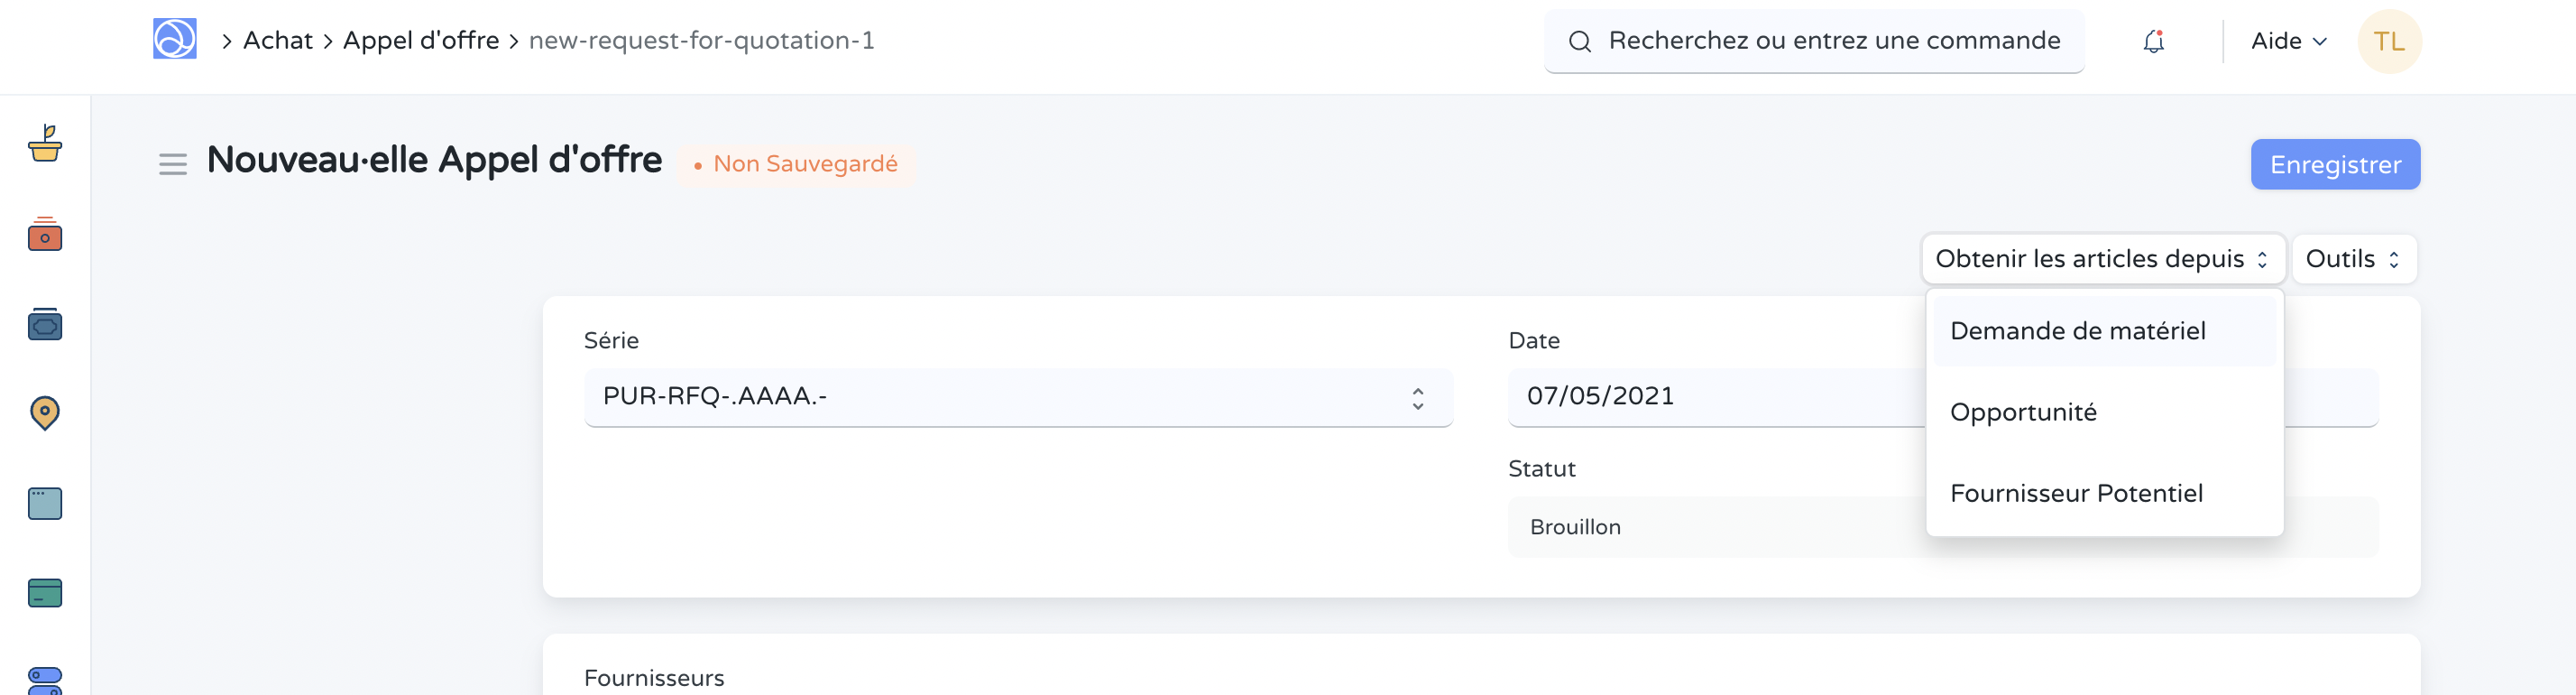 Achat > Appel d'offre > new-request-for-quotation-1
Recherchez ou entrez une commande
Aide
TL
Nouveau·elle Appel d'offre
Non Sauvegardé
Enregistrer
Obtenir les articles depuis
Outils
Demande de matériel
Opportunité
Fournisseur Potentiel
Série
PUR-RFQ-.AAAA.-
Date
07/05/2021
Statut
Brouillon
Fournisseurs